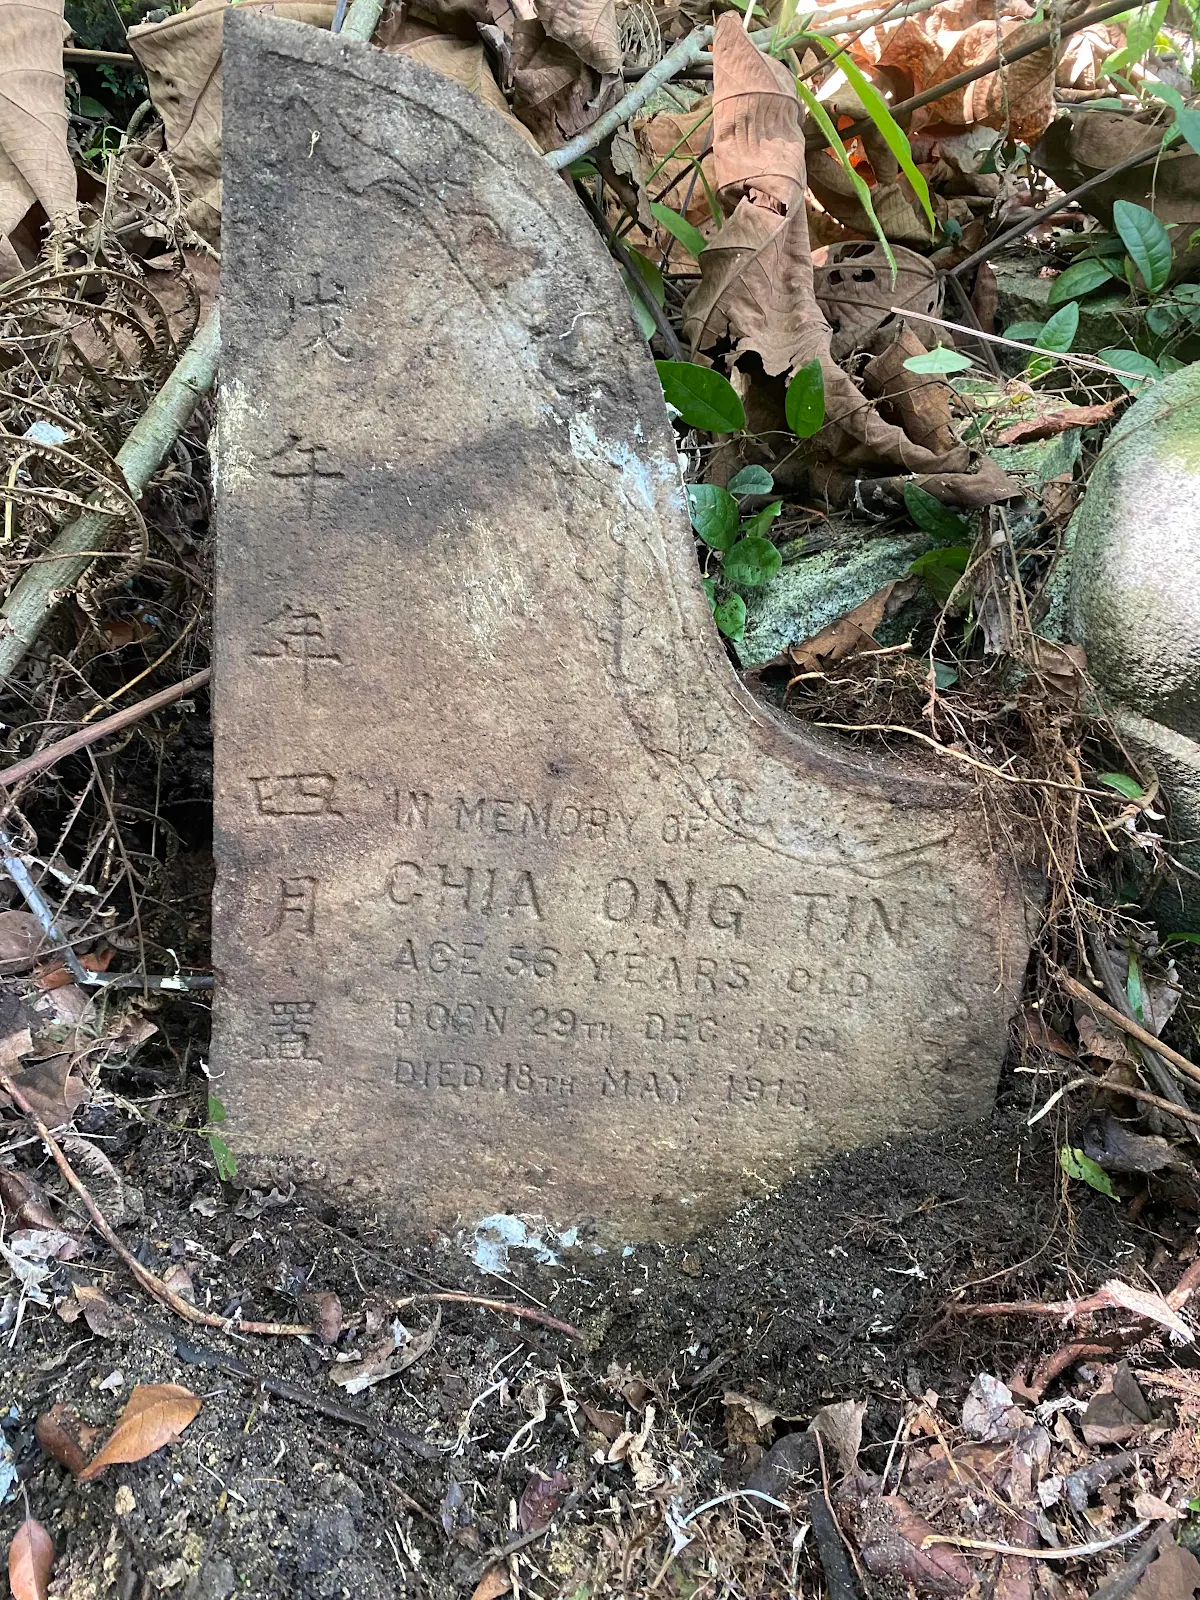 戊午年四月置
IN MEMORY OF
CHIA ONG TIN
AGE 56 YEARS OLD
BORN 29TH DEC 1862
DIED 18TH MAY 1918